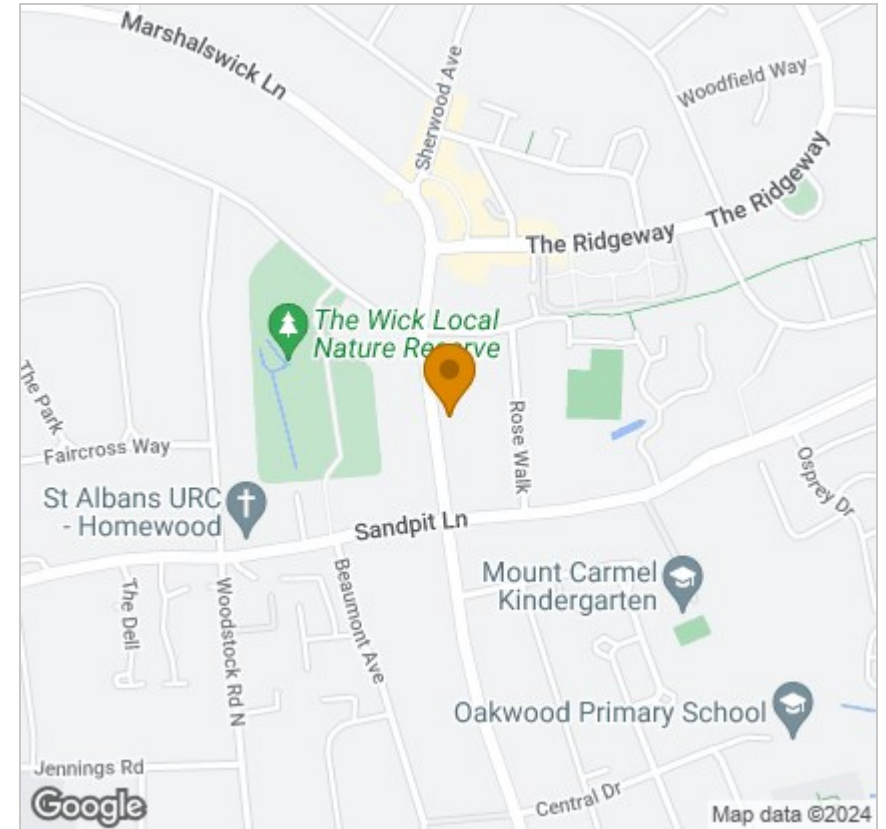 Marshalswick Ln
Sherwood Ave
Woodfield Way
The Ridgeway
The Ridgeway
The Wick Local
Nature Reserve
The Park
Faircross Way
Rose Walk
Osprey Dr
St Albans URC
- Homewood
Sandpit Ln
Mount Carmel
Kindergarten
The Dell
Woodstock Rd N
Beaumont Ave
Oakwood Primary School
Jennings Rd
Central Dr
Google
Map data ©2024